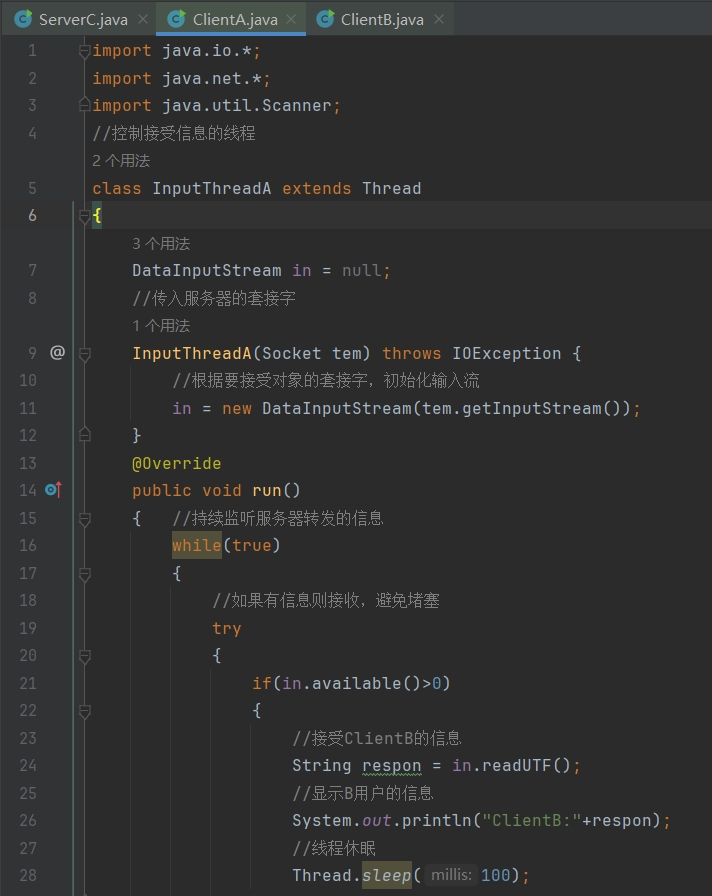 ServerC.java × ClientA.java × ClientB.java ×
1 import java.io.*;
2 import java.net.*;
3 import java.util.Scanner;
4 //控制接受信息的线程
2 个用法
5 class InputThreadA extends Thread
6 {
3 个用法
7 DataInputStream in = null;
8 //传入服务器的套接字
1 个用法
9 @ InputThreadA(Socket tem) throws IOException {
10 //根据要接受对象的套接字，初始化输入流
11 in = new DataInputStream(tem.getInputStream());
12 }
13 @Override
14 public void run()
15 { //持续监听服务器转发的信息
16 while(true)
17 {
18 //如果有信息则接收，避免堵塞
19 try
20 {
21 if(in.available()>0)
22 {
23 //接受ClientB的信息
24 String respon = in.readUTF();
25 //显示B用户的信息
26 System.out.println("ClientB:"+respon);
27 //线程休眠
28 Thread.sleep( millis: 100);